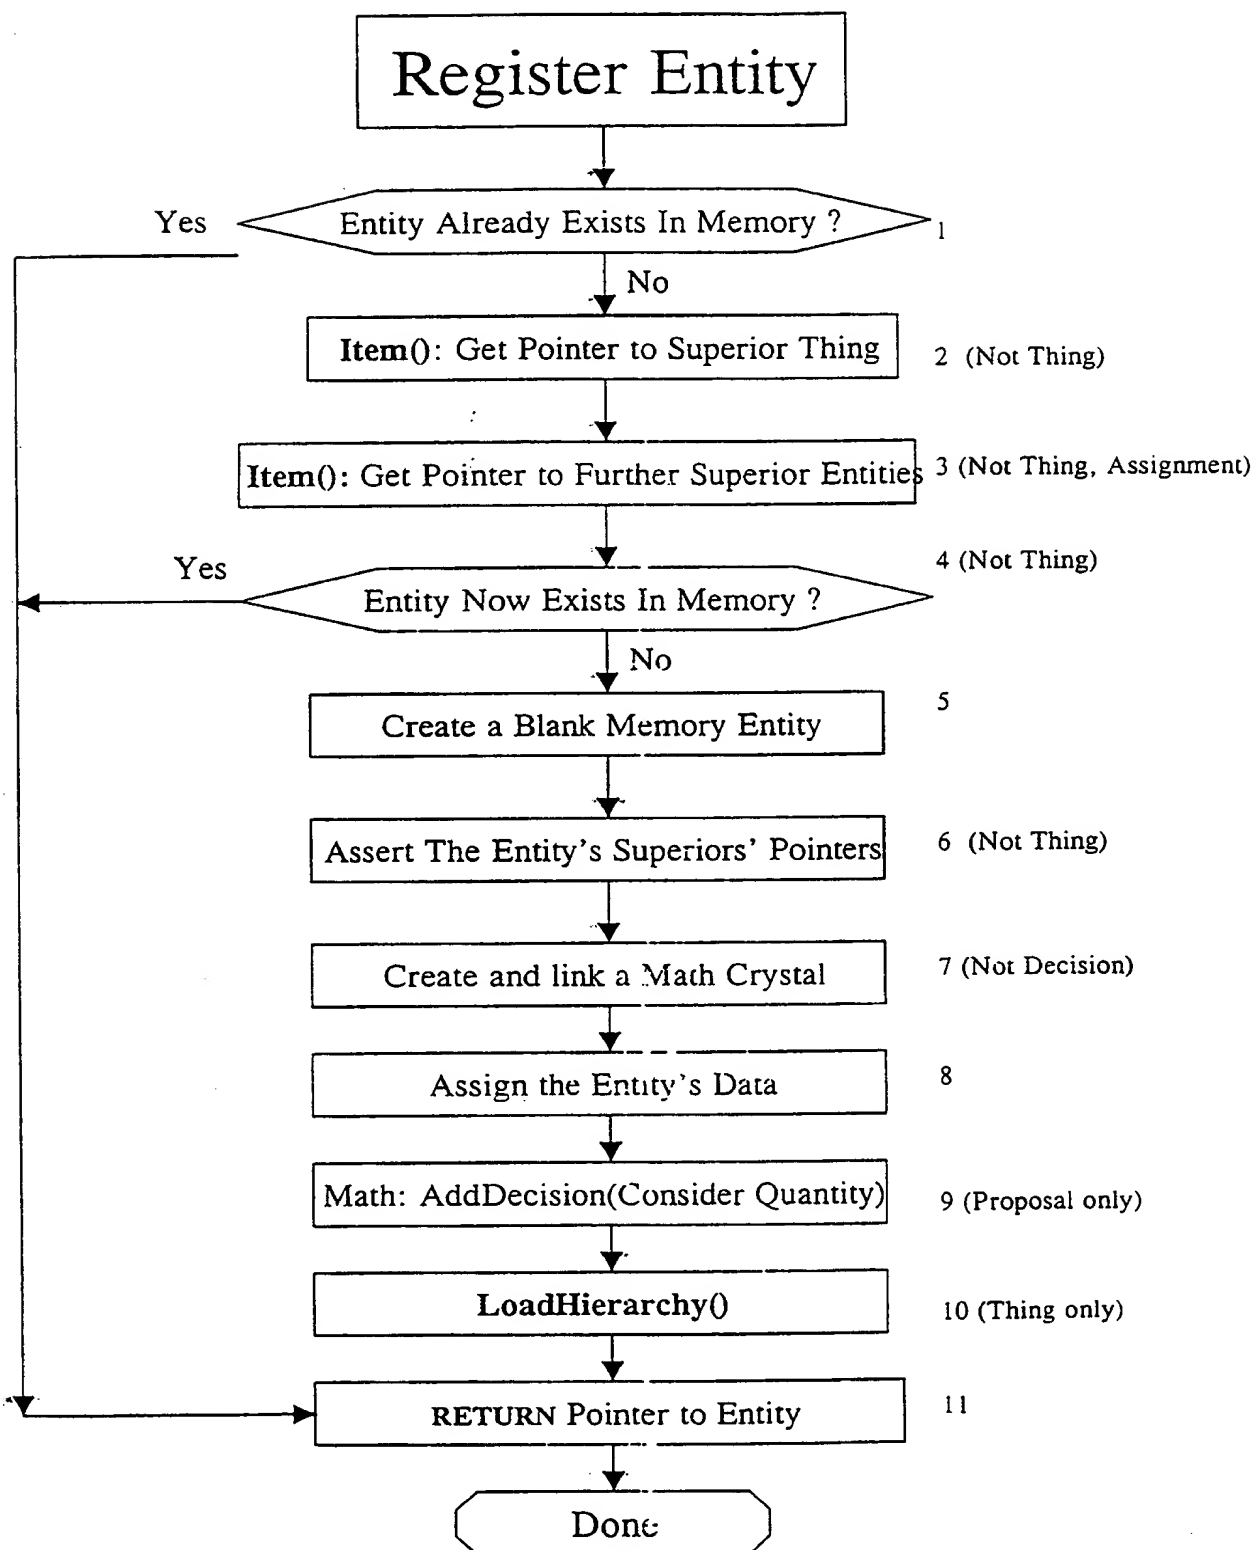 Register Entity
Yes
Entity Already Exists In Memory ?
1
No
Item(): Get Pointer to Superior Thing
2 (Not Thing)
Item(): Get Pointer to Further Superior Entities
3 (Not Thing, Assignment)
4 (Not Thing)
Yes
Entity Now Exists In Memory ?
No
5
Create a Blank Memory Entity
Assert The Entity's Superiors' Pointers
6 (Not Thing)
Create and link a Math Crystal
7 (Not Decision)
Assign the Entity's Data
8
Math: AddDecision(Consider Quantity)
9 (Proposal only)
LoadHierarchy()
10 (Thing only)
RETURN Pointer to Entity
11
Done